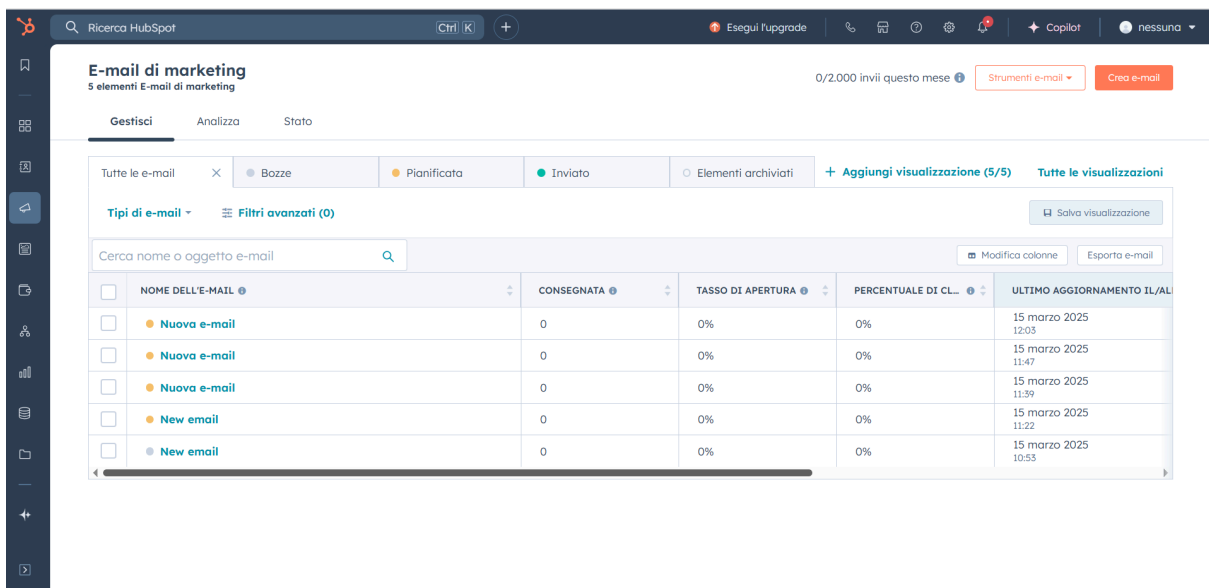 Ricerca HubSpot Ctrl K + Esegui l'upgrade Copilot nessuna
E-mail di marketing
5 elementi E-mail di marketing
0/2.000 invii questo mese Strumenti e-mail Crea e-mail
Gestisci Analizza Stato
Tutte le e-mail Bozze Pianificata Inviato Elementi archiviati + Aggiungi visualizzazione (5/5) Tutte le visualizzazioni
Tipi di e-mail Filtri avanzati (0) Salva visualizzazione
Cerca nome o oggetto e-mail Modifica colonne Esporta e-mail
NOME DELL'E-MAIL CONSEGNATA TASSO DI APERTURA PERCENTUALE DI CL... ULTIMO AGGIORNAMENTO IL/AL
Nuova e-mail 0 0% 0% 15 marzo 2025
12:03
Nuova e-mail 0 0% 0% 15 marzo 2025
11:47
Nuova e-mail 0 0% 0% 15 marzo 2025
11:39
New email 0 0% 0% 15 marzo 2025
11:22
New email 0 0% 0% 15 marzo 2025
10:53